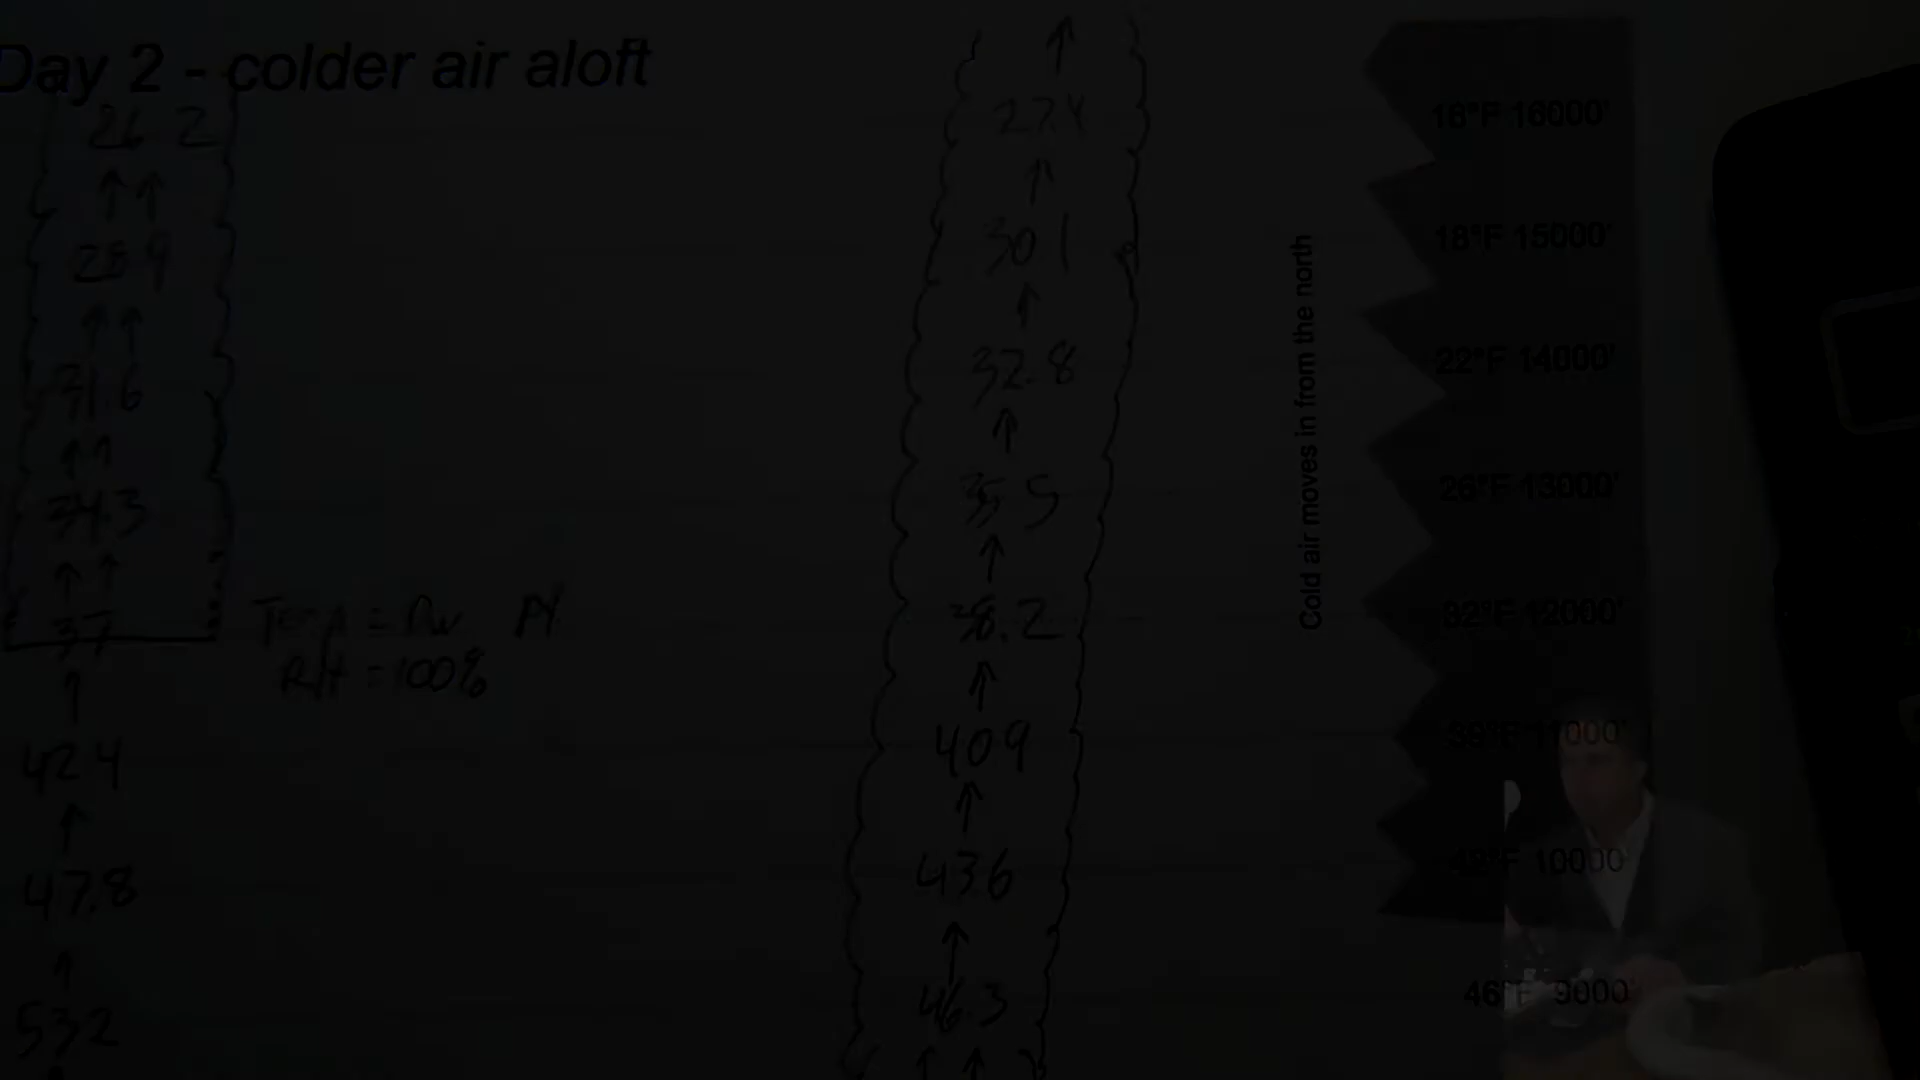 Day 2 - colder air aloft
26 2
28 9
31.6
34.3
37
42 4
47.8
53 2
Temp = Dw Pt
RH = 100%
27.4
30 1
32.8
35 5
38.2
40 9
43 6
46.3
Cold air moves in from the north
16°F 16000'
18°F 15000'
22°F 14000'
26°F 13000'
32°F 12000'
36°F 11000'
42°F 10000
46°F 9000'